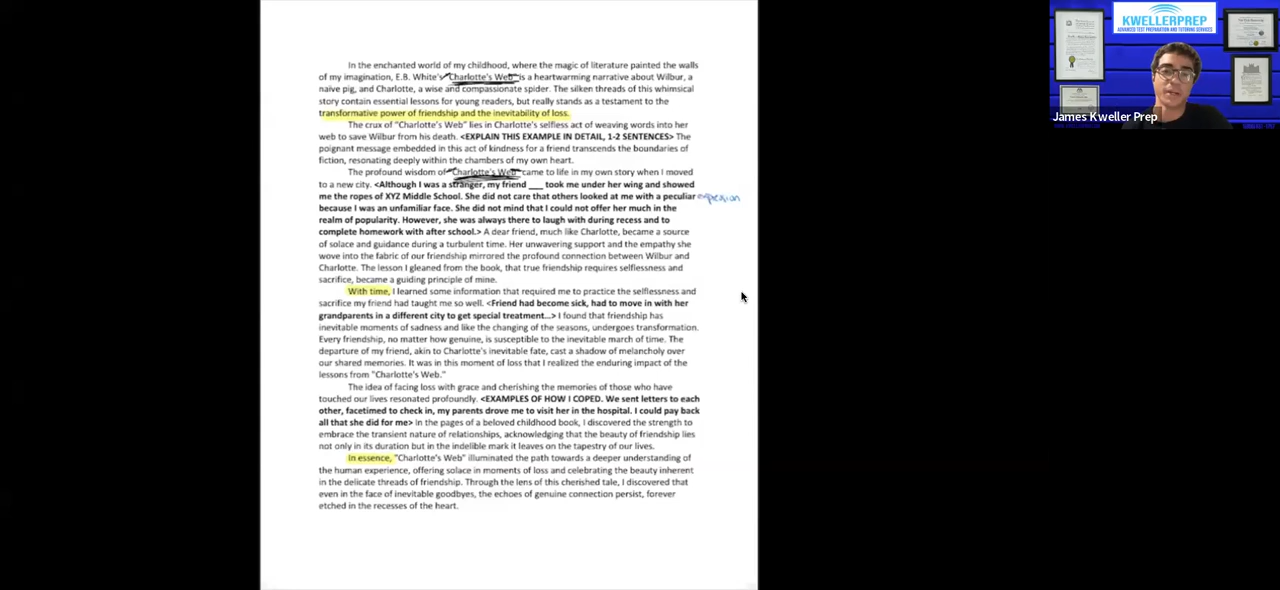 In the enchanted world of my childhood, where the magic of literature painted the walls
of my imagination, E.B. White's "Charlotte's Web" is a heartwarming narrative about Wilbur, a
naive pig, and Charlotte, a wise and compassionate spider. The silken threads of this whimsical
story contain essential lessons for young readers, but really stands as a testament to the
transformative power of friendship and the inevitability of loss.
The crux of "Charlotte's Web" lies in Charlotte's selfless act of weaving words into her
web to save Wilbur from his death. <EXPLAIN THIS EXAMPLE IN DETAIL, 1-2 SENTENCES> The
poignant message embedded in this act of kindness for a friend transcends the boundaries of
fiction, resonating deeply within the chambers of my own heart.
The profound wisdom of "Charlotte's Web" came to life in my own story when I moved
to a new city. <Although I was a stranger, my friend ___ took me under her wing and showed
me the ropes of XYZ Middle School. She did not care that others looked at me with a peculiar expression
because I was an unfamiliar face. She did not mind that I could not offer her much in the
realm of popularity. However, she was always there to laugh with during recess and to
complete homework with after school.> A dear friend, much like Charlotte, became a source
of solace and guidance during a turbulent time. Her unwavering support and the empathy she
wove into the fabric of our friendship mirrored the profound connection between Wilbur and
Charlotte. The lesson I gleaned from the book, that true friendship requires selflessness and
sacrifice, became a guiding principle of mine.
With time, I learned some information that required me to practice the selflessness and
sacrifice my friend had taught me so well. <Friend had become sick, had to move in with her
grandparents in a different city to get special treatment...> I found that friendship has
inevitable moments of sadness and like the changing of the seasons, undergoes transformation.
Every friendship, no matter how genuine, is susceptible to the inevitable march of time. The
departure of my friend, akin to Charlotte's inevitable fate, cast a shadow of melancholy over
our shared memories. It was in this moment of loss that I realized the enduring impact of the
lessons from "Charlotte's Web."
The idea of facing loss with grace and cherishing the memories of those who have
touched our lives resonated profoundly. <EXAMPLES OF HOW I COPED. We sent letters to each
other, facetimed to check in, my parents drove me to visit her in the hospital. I could pay back
all that she did for me> In the pages of a beloved childhood book, I discovered the strength to
embrace the transient nature of relationships, acknowledging that the beauty of friendship lies
not only in its duration but in the indelible mark it leaves on the tapestry of our lives.
In essence, "Charlotte's Web" illuminated the path towards a deeper understanding of
the human experience, offering solace in moments of loss and celebrating the beauty inherent
in the delicate threads of friendship. Through the lens of this cherished tale, I discovered that
even in the face of inevitable goodbyes, the echoes of genuine connection persist, forever
etched in the recesses of the heart.
KWELLERPREP
ADVANCED TEST PREPARATION AND TUTORING SERVICES
James Kweller Prep